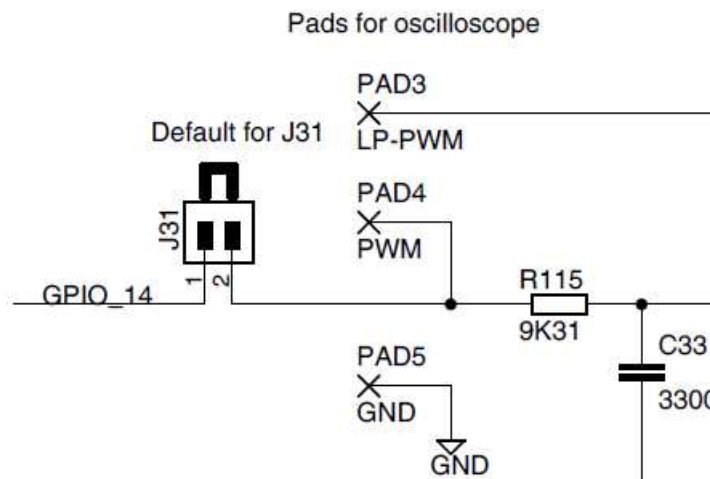 Pads for oscilloscope
PAD3
LP-PWM
Default for J31
PAD4
PWM
J31
1
2
GPIO_14
R115
9K31
PAD5
GND
GND
C33
3300